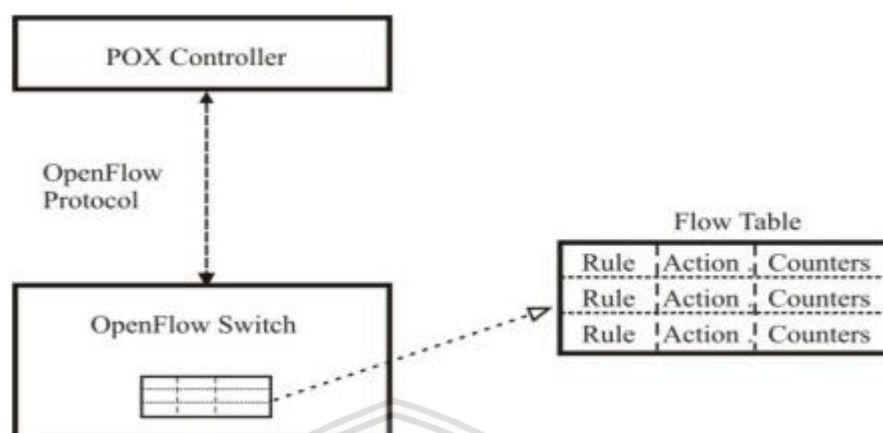 POX Controller
OpenFlow
Protocol
OpenFlow Switch
Flow Table
Rule Action . Counters
Rule Action . Counters
Rule Action . Counters